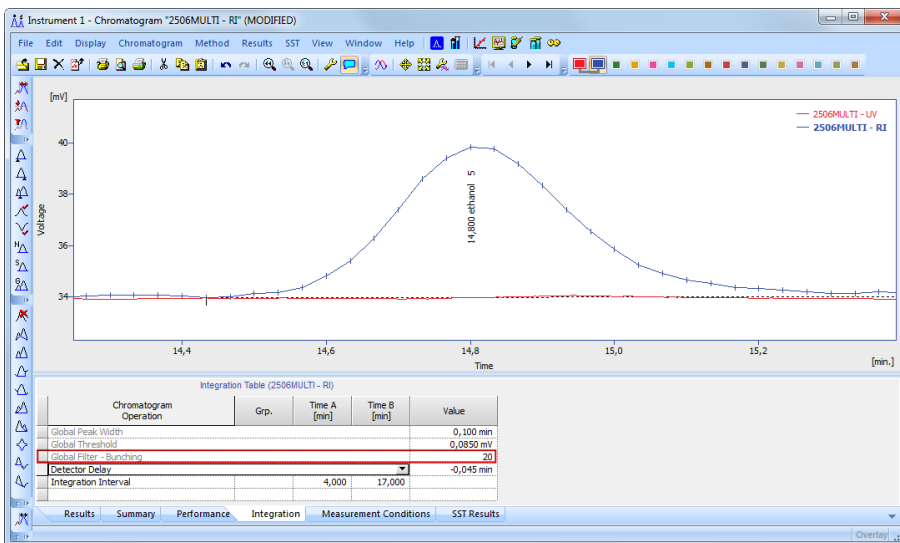 Instrument 1 - Chromatogram "2506MULTI - RI" (MODIFIED)
File Edit Display Chromatogram Method Results SST View Window Help
[mV]
2506MULTI - UV
2506MULTI - RI
40
38
36
34
Voltage
14,800 ethanol 5
14,4 14,6 14,8 15,0 15,2
Time
[min.]
Integration Table (2506MULTI - RI)
Chromatogram Operation Grp. Time A [min] Time B [min] Value
Global Peak Width 0,100 min
Global Threshold 0,0850 mV
Global Filter - Bunching 20
Detector Delay -0,045 min
Integration Interval 4,000 17,000
Results Summary Performance Integration Measurement Conditions SST Results
Overlay